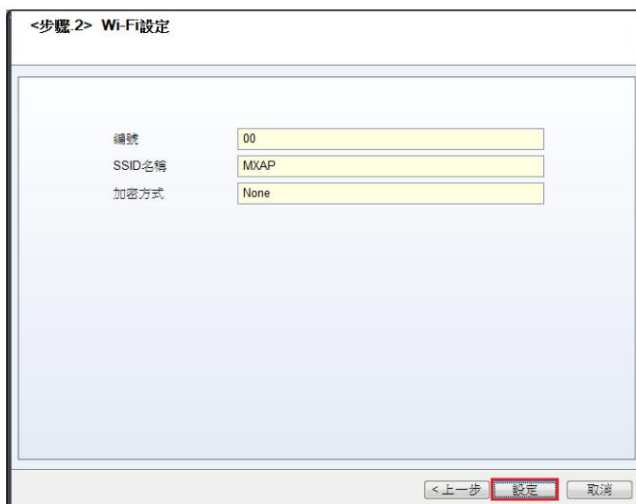 <步驟.2> Wi-Fi設定
編號 00
SSID名稱 MXAP
加密方式 None
<上一步 設定 取消